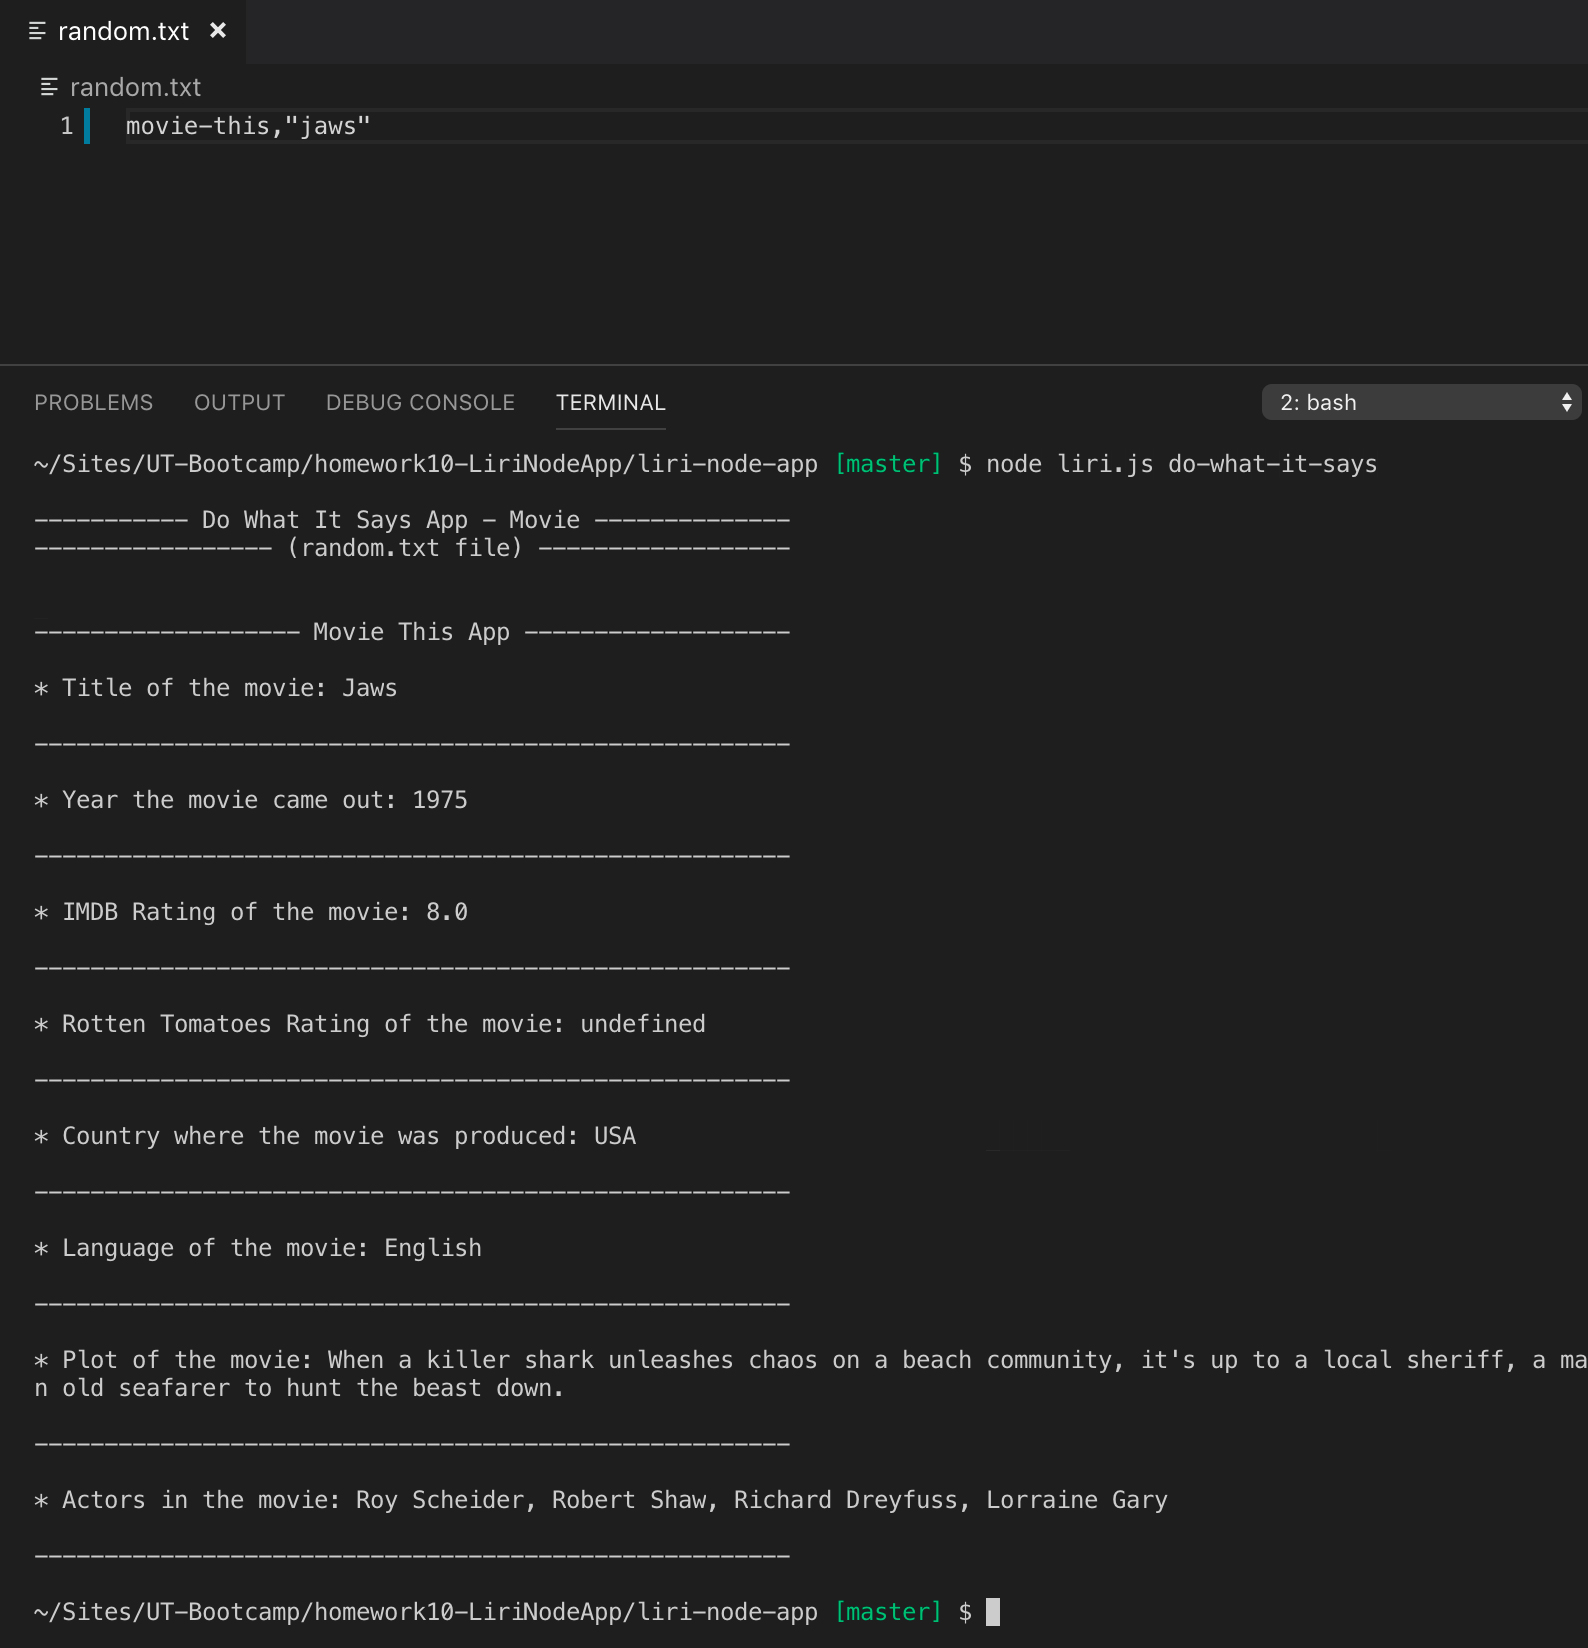 random.txt ×
random.txt
1 movie-this,"jaws"
PROBLEMS OUTPUT DEBUG CONSOLE TERMINAL 2: bash
~/Sites/UT-Bootcamp/homework10-LiriNodeApp/liri-node-app [master] $ node liri.js do-what-it-says
----------- Do What It Says App - Movie --------------
----------------- (random.txt file) ------------------
------------------- Movie This App -------------------
* Title of the movie: Jaws
------------------------------------------------------
* Year the movie came out: 1975
------------------------------------------------------
* IMDB Rating of the movie: 8.0
------------------------------------------------------
* Rotten Tomatoes Rating of the movie: undefined
------------------------------------------------------
* Country where the movie was produced: USA
------------------------------------------------------
* Language of the movie: English
------------------------------------------------------
* Plot of the movie: When a killer shark unleashes chaos on a beach community, it's up to a local sheriff, a ma
n old seafarer to hunt the beast down.
------------------------------------------------------
* Actors in the movie: Roy Scheider, Robert Shaw, Richard Dreyfuss, Lorraine Gary
------------------------------------------------------
~/Sites/UT-Bootcamp/homework10-LiriNodeApp/liri-node-app [master] $